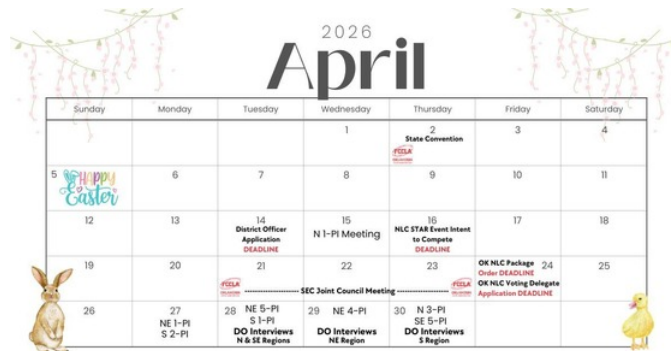 2026
April
Sunday Monday Tuesday Wednesday Thursday Friday Saturday
1 2 3 4
State Convention
FCCLA
5 HAPPY Easter 6 7 8 9 10 11
12 13 14 15 16 17 18
District Officer
Application
DEADLINE
N 1-PI Meeting
NLC STAR Event Intent
to Compete
DEADLINE
19 20 21 22 23 24 25
FCCLA
SEC Joint Council Meeting
FCCLA
OK NLC Package
Order DEADLINE
OK NLC Voting Delegate
Application DEADLINE
26 27 28 29 30
NE 1-PI
S 2-PI
NE 5-PI
S 1-PI
DO Interviews
N & SE Regions
NE 4-PI
DO Interviews
NE Region
N 3-PI
SE 5-PI
DO Interviews
S Region